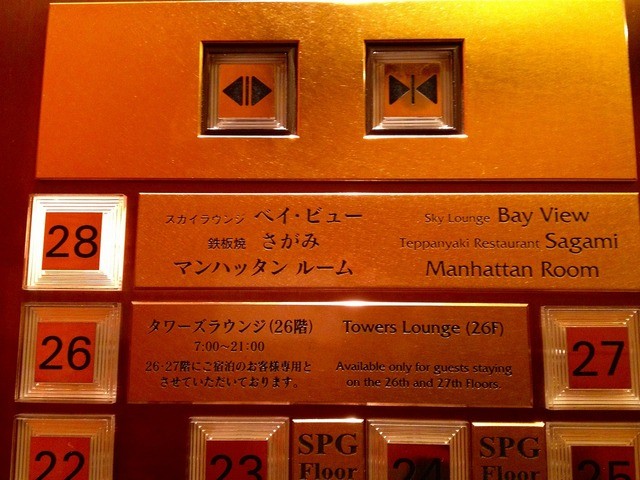 28
スカイラウンジ ベイ・ビュー
Sky Lounge Bay View
鉄板焼 さがみ
Teppanyaki Restaurant Sagami
マンハッタン ルーム
Manhattan Room
26
タワーズラウンジ(26階)
7:00～21:00
26・27階にご宿泊のお客様専用と
させていただいております。
Towers Lounge (26F)
Available only for guests staying
on the 26th and 27th Floors.
27
22
23
SPG
Floor
24
SPG
Floor
25